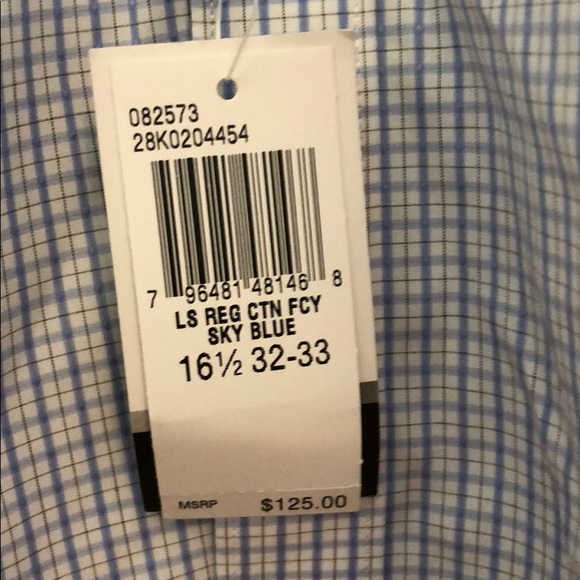 082573
28K0204454
7 96481 48146 8
LS REG CTN FCY
SKY BLUE
16½ 32-33
MSRP $125.00